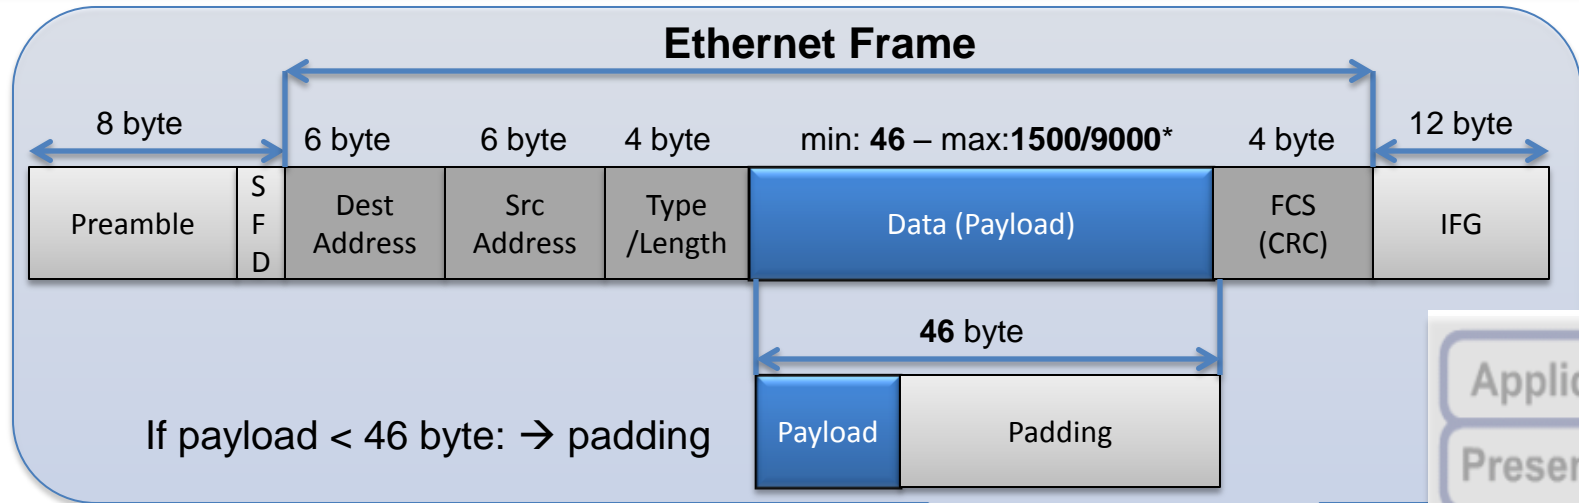 Ethernet Frame
8 byte
6 byte
6 byte
4 byte
min: 46 – max:1500/9000*
4 byte
12 byte
Preamble
S
F
D
Dest
Address
Src
Address
Type
/Length
Data (Payload)
FCS
(CRC)
IFG
46 byte
If payload < 46 byte: → padding
Payload
Padding
Applic
Presen